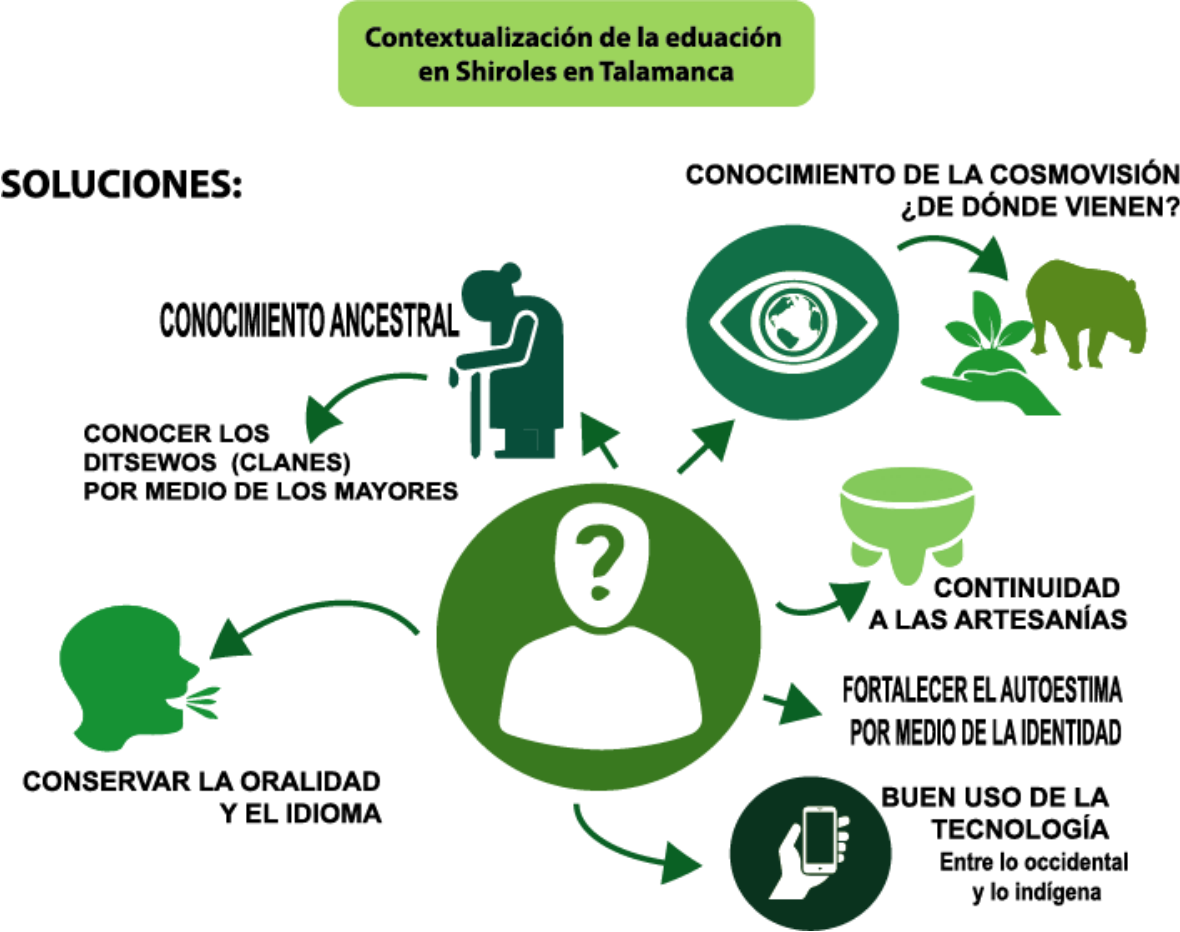 Contextualización de la eduación
en Shiroles en Talamanca
SOLUCIONES:
CONOCIMIENTO DE LA COSMOVISIÓN
¿DE DÓNDE VIENEN?
CONOCIMIENTO ANCESTRAL
CONOCER LOS
DITSEWOS (CLANES)
POR MEDIO DE LOS MAYORES
?
CONTINUIDAD
A LAS ARTESANÍAS
FORTALECER EL AUTOESTIMA
POR MEDIO DE LA IDENTIDAD
CONSERVAR LA ORALIDAD
Y EL IDIOMA
BUEN USO DE LA
TECNOLOGÍA
Entre lo occidental
y lo indígena